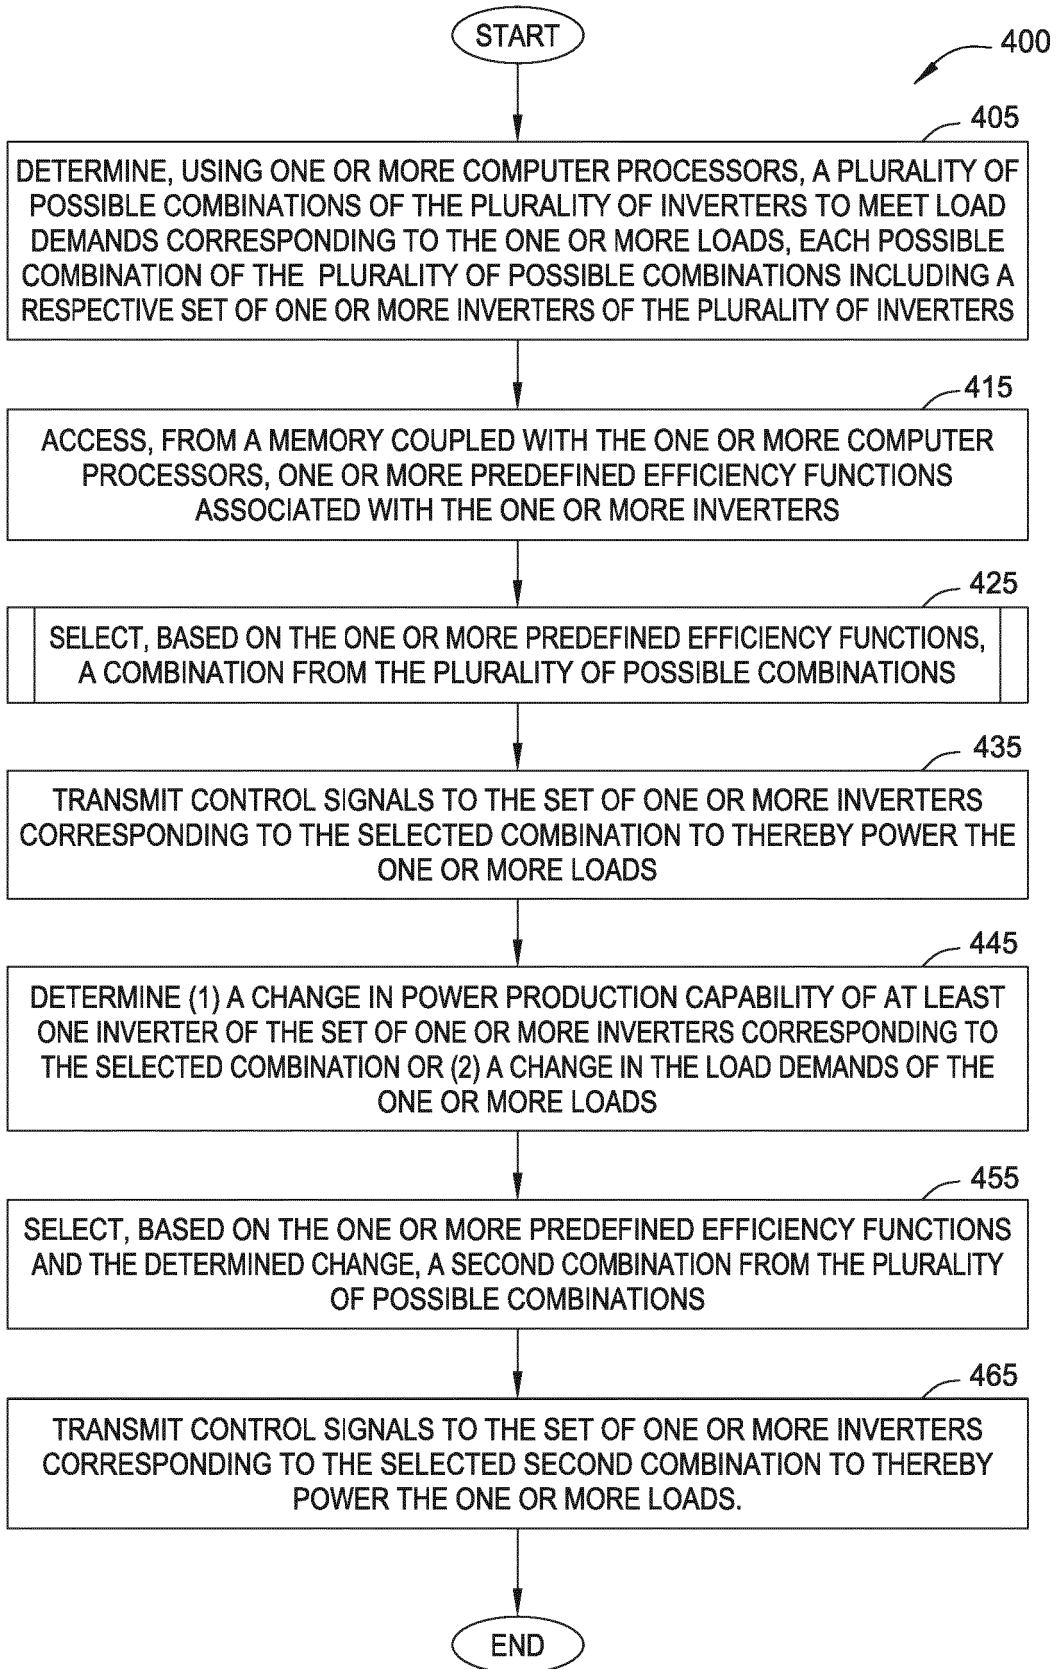 START
400
405
DETERMINE, USING ONE OR MORE COMPUTER PROCESSORS, A PLURALITY OF
POSSIBLE COMBINATIONS OF THE PLURALITY OF INVERTERS TO MEET LOAD
DEMANDS CORRESPONDING TO THE ONE OR MORE LOADS, EACH POSSIBLE
COMBINATION OF THE PLURALITY OF POSSIBLE COMBINATIONS INCLUDING A
RESPECTIVE SET OF ONE OR MORE INVERTERS OF THE PLURALITY OF INVERTERS
415
ACCESS, FROM A MEMORY COUPLED WITH THE ONE OR MORE COMPUTER
PROCESSORS, ONE OR MORE PREDEFINED EFFICIENCY FUNCTIONS
ASSOCIATED WITH THE ONE OR MORE INVERTERS
425
SELECT, BASED ON THE ONE OR MORE PREDEFINED EFFICIENCY FUNCTIONS,
A COMBINATION FROM THE PLURALITY OF POSSIBLE COMBINATIONS
435
TRANSMIT CONTROL SIGNALS TO THE SET OF ONE OR MORE INVERTERS
CORRESPONDING TO THE SELECTED COMBINATION TO THEREBY POWER THE
ONE OR MORE LOADS
445
DETERMINE (1) A CHANGE IN POWER PRODUCTION CAPABILITY OF AT LEAST
ONE INVERTER OF THE SET OF ONE OR MORE INVERTERS CORRESPONDING TO
THE SELECTED COMBINATION OR (2) A CHANGE IN THE LOAD DEMANDS OF THE
ONE OR MORE LOADS
455
SELECT, BASED ON THE ONE OR MORE PREDEFINED EFFICIENCY FUNCTIONS
AND THE DETERMINED CHANGE, A SECOND COMBINATION FROM THE PLURALITY
OF POSSIBLE COMBINATIONS
465
TRANSMIT CONTROL SIGNALS TO THE SET OF ONE OR MORE INVERTERS
CORRESPONDING TO THE SELECTED SECOND COMBINATION TO THEREBY
POWER THE ONE OR MORE LOADS.
END